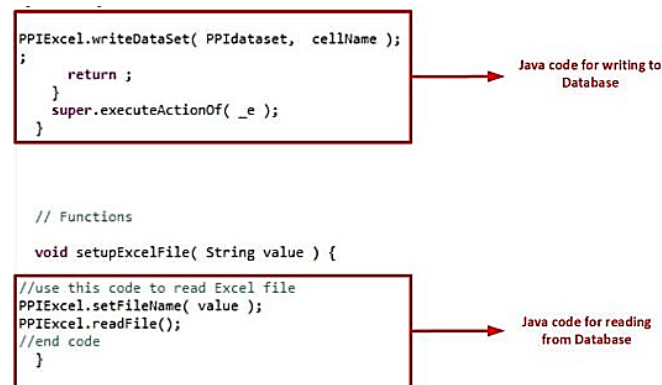 PPIExcel.writeDataSet( PPIdataset,  cellName );
;
return ;
}
super.executeActionOf( _e );
}
Java code for writing to
Database
// Functions
void setupExcelFile( String value ) {
//use this code to read Excel file
PPIExcel.setFileName( value );
PPIExcel.readFile();
//end code
}
Java code for reading
from Database